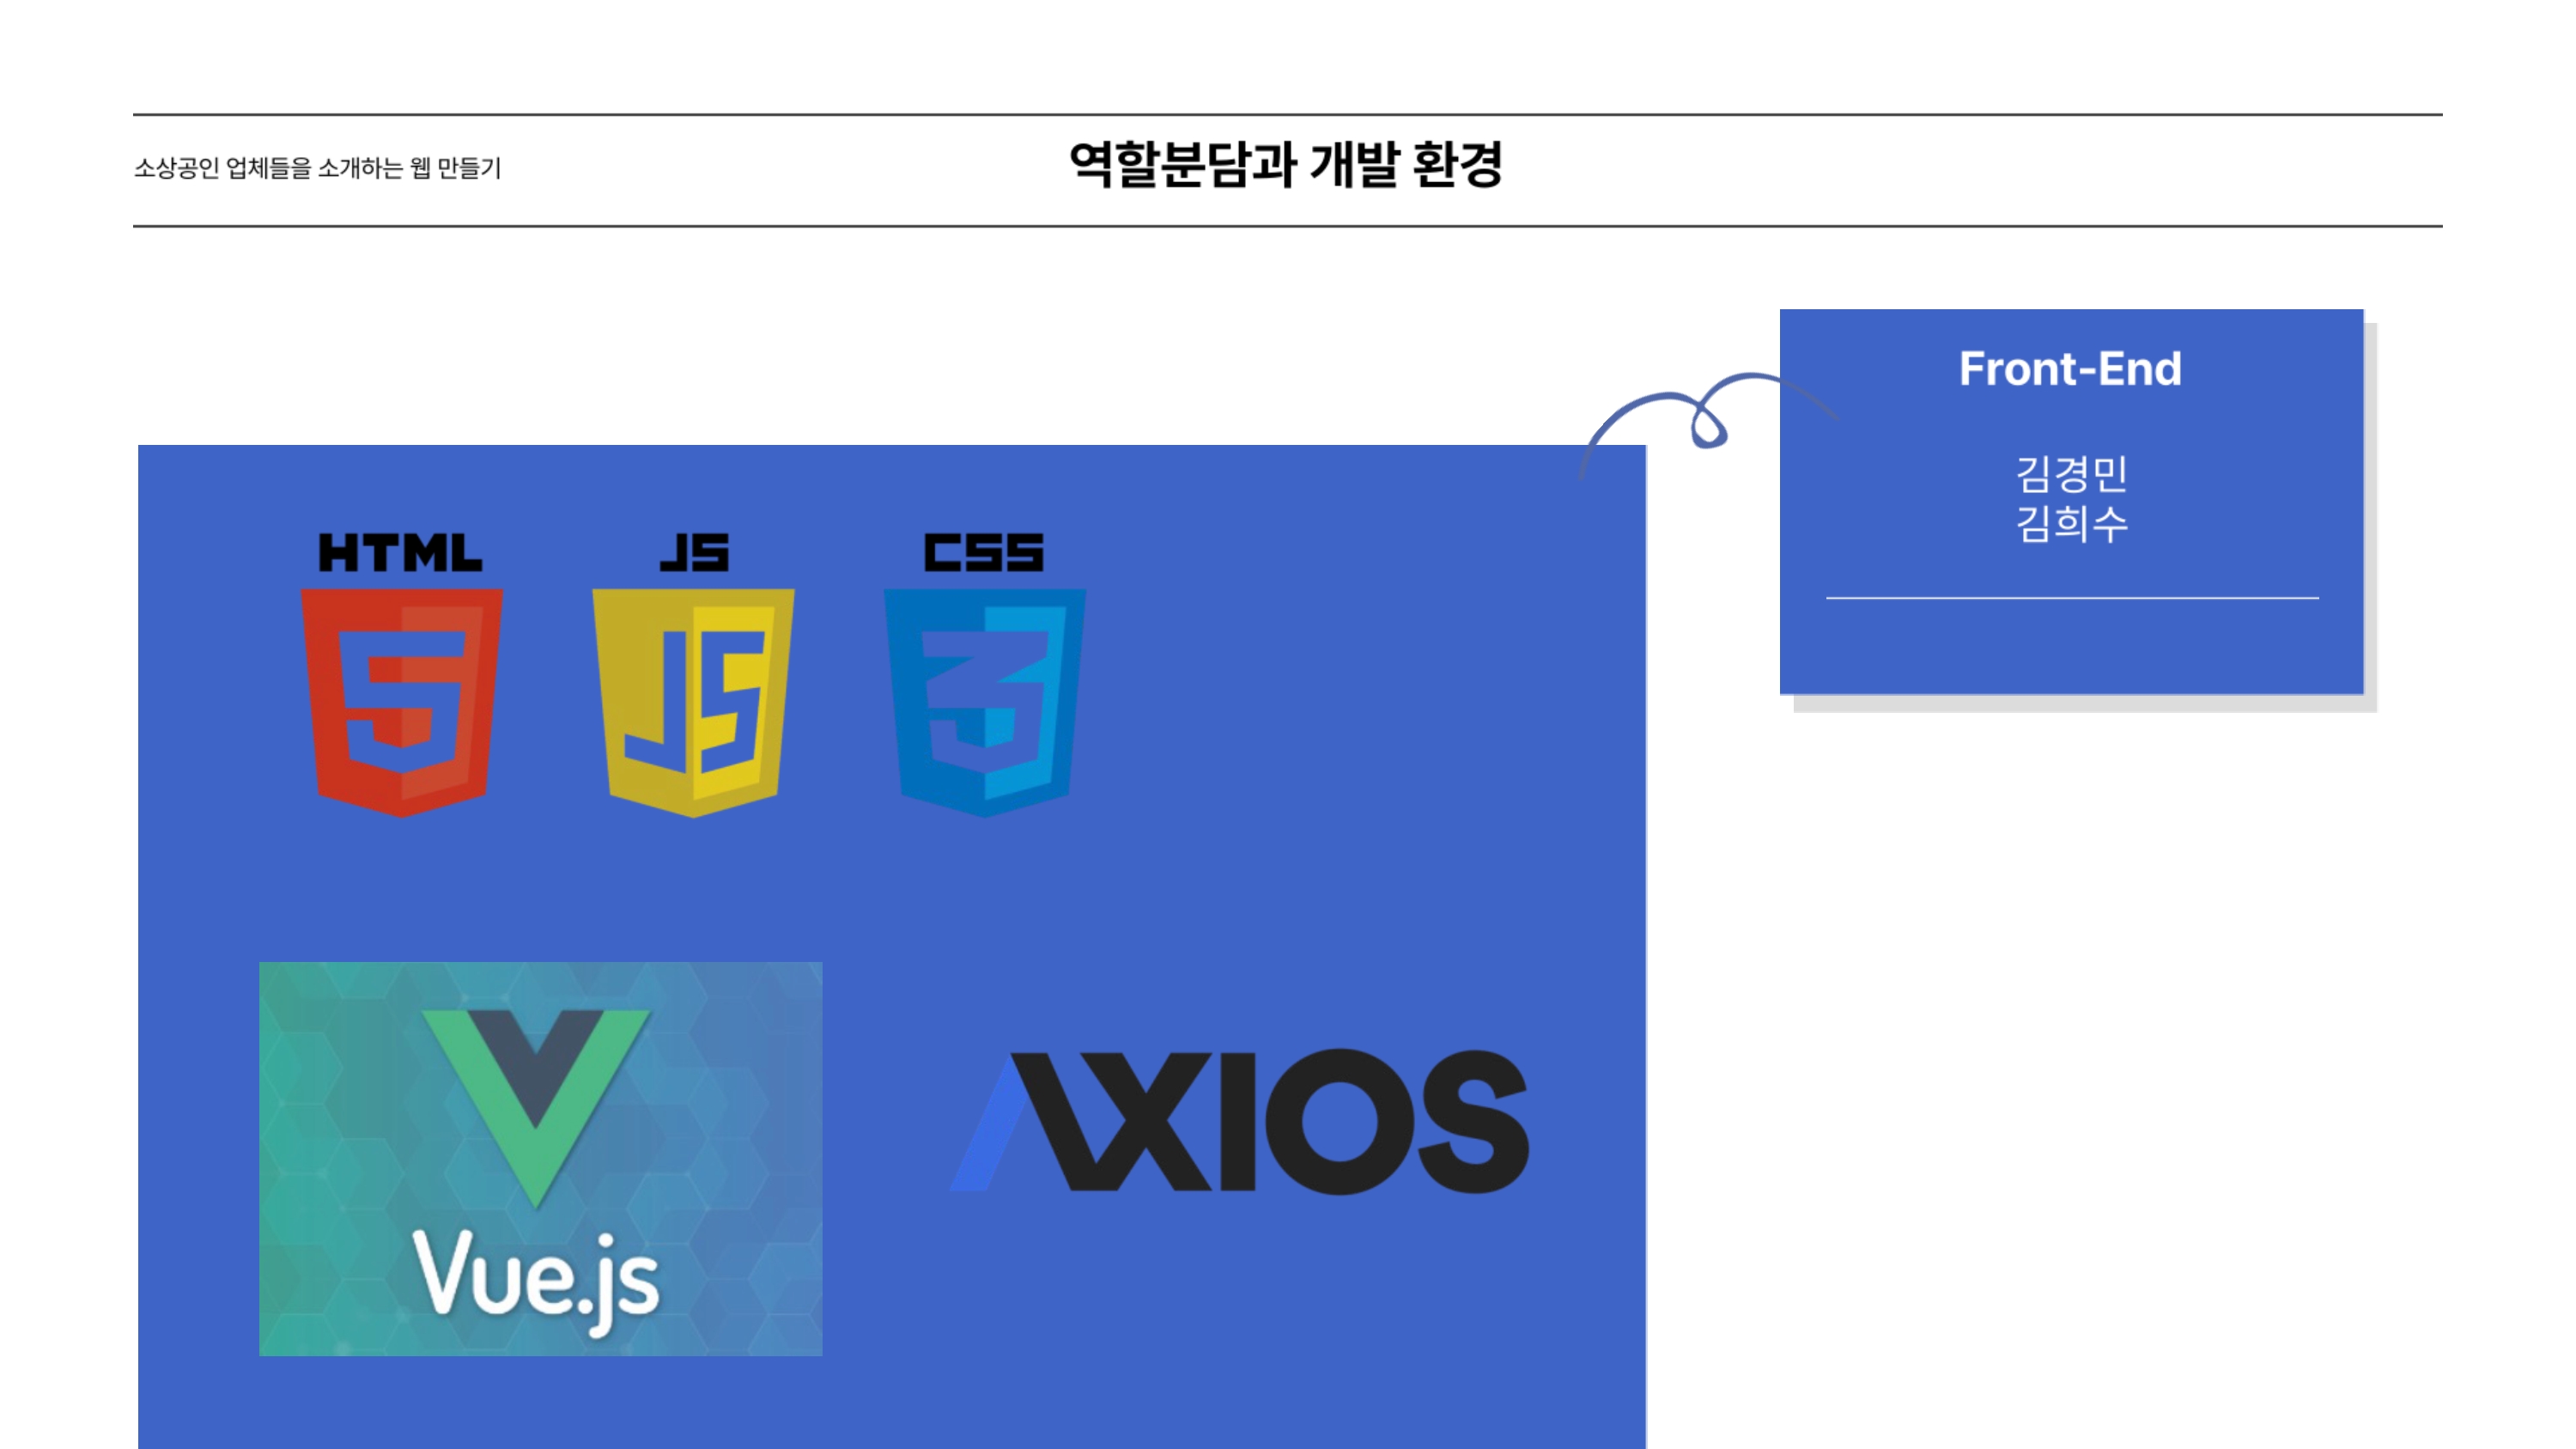 소상공인 업체들을 소개하는 웹 만들기
역할분담과 개발 환경
Front-End
김경민
김희수
HTML
JS
CSS
5
JS
3
Vue.js
AXIOS